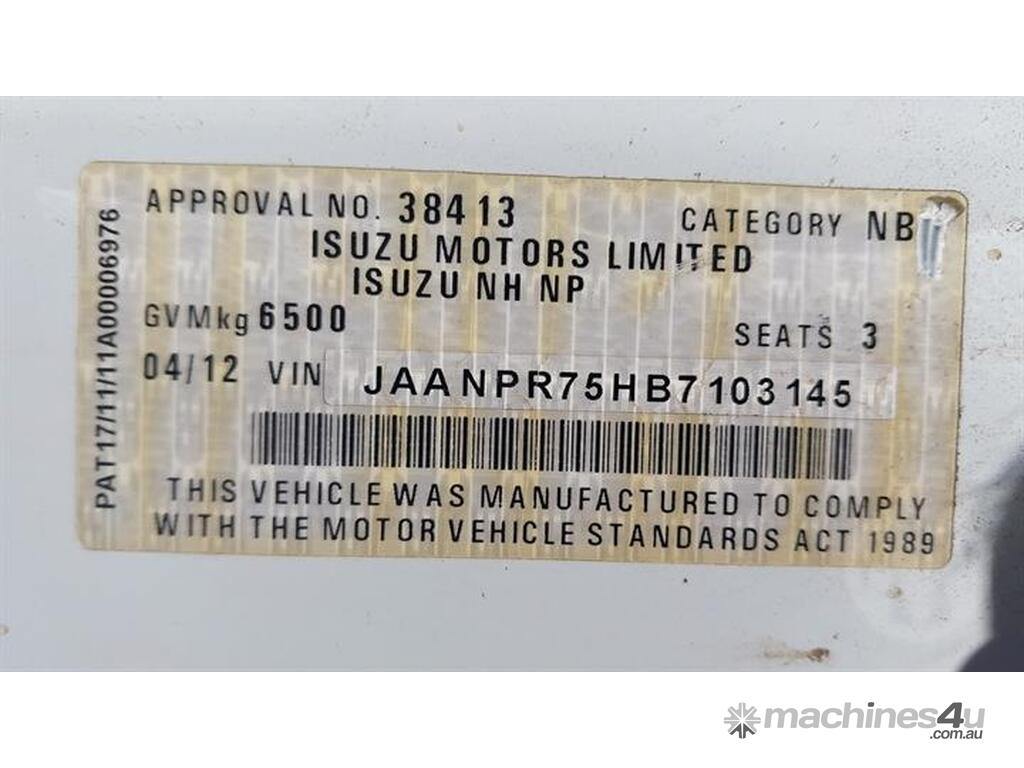 APPROVAL NO. 38413 CATEGORY NB
ISUZU MOTORS LIMITED
ISUZU NH NP
GVMkg 6500 SEATS 3
04/12 VIN JAANPR75HB7103145
THIS VEHICLE WAS MANUFACTURED TO COMPLY
WITH THE MOTOR VEHICLE STANDARDS ACT 1989
PAT17/11/11A00006976
machines4u
.com.au